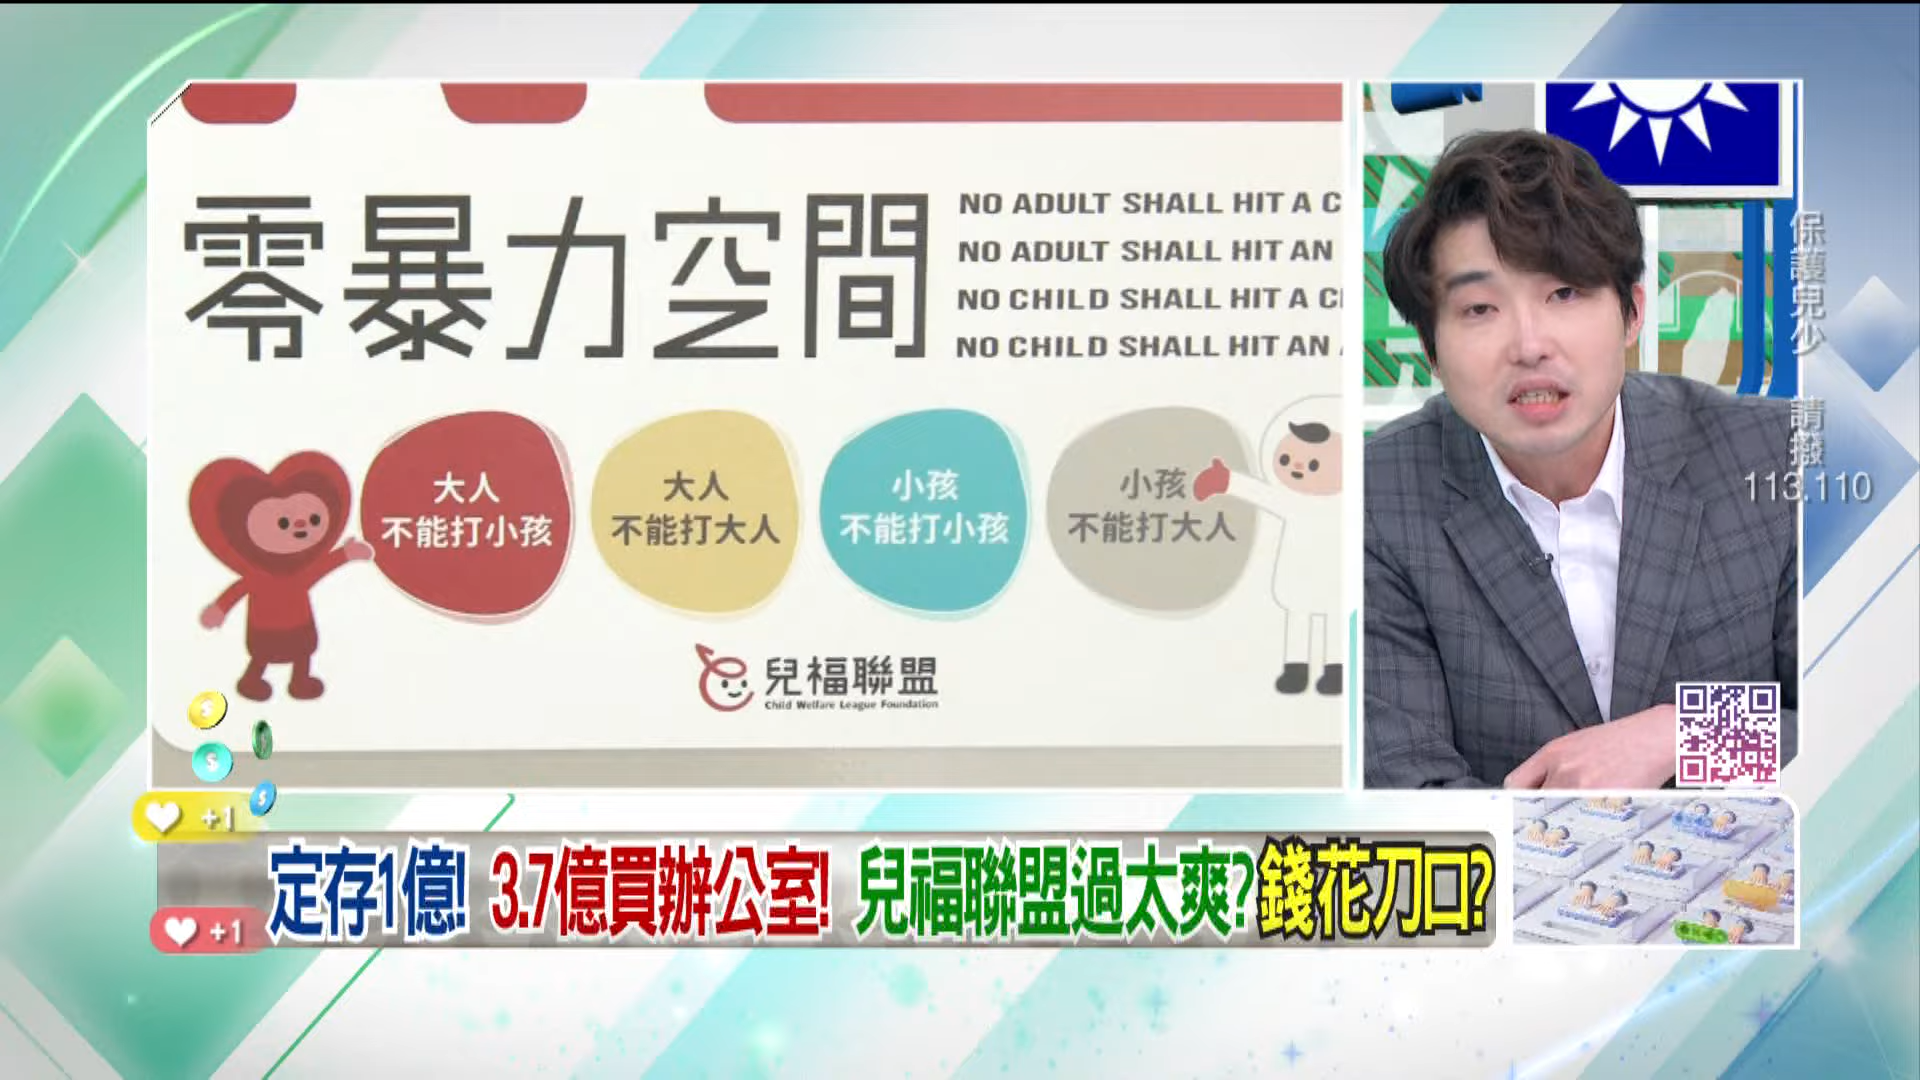 零暴力空間
NO ADULT SHALL HIT A C
NO ADULT SHALL HIT AN
NO CHILD SHALL HIT A C
NO CHILD SHALL HIT AN
大人
不能打小孩
大人
不能打大人
小孩
不能打小孩
小孩
不能打大人
兒福聯盟
Child Welfare League Foundation
保護兒少 請撥
113.110
+1
+1
定存1億! 3.7億買辦公室! 兒福聯盟過太爽?錢花刀口?